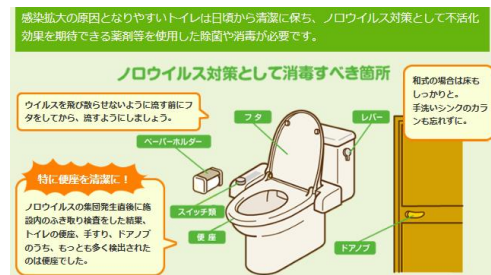 感染拡大の原因となりやすいトイレは日頃から清潔に保ち、ノロウイルス対策として不活化
効果を期待できる薬剤等を使用した除菌や消毒が必要です。
ノロウイルス対策として消毒すべき箇所
ウイルスを飛び散らせないように流す前にフ
タをしてから、流すようにしましょう。
フタ
レバー
和式の場合は床も
しっかりと。
手洗いシンクのカラ
ンも忘れずに。
ペーパーホルダー
特に便座を清潔に!
ノロウイルスの集団発生直後に施
設内のふき取り検査をした結果、
トイレの便座、手すり、ドアノブ
のうち、もっとも多く検出された
のは便座でした。
スイッチ類
便座
ドアノブ